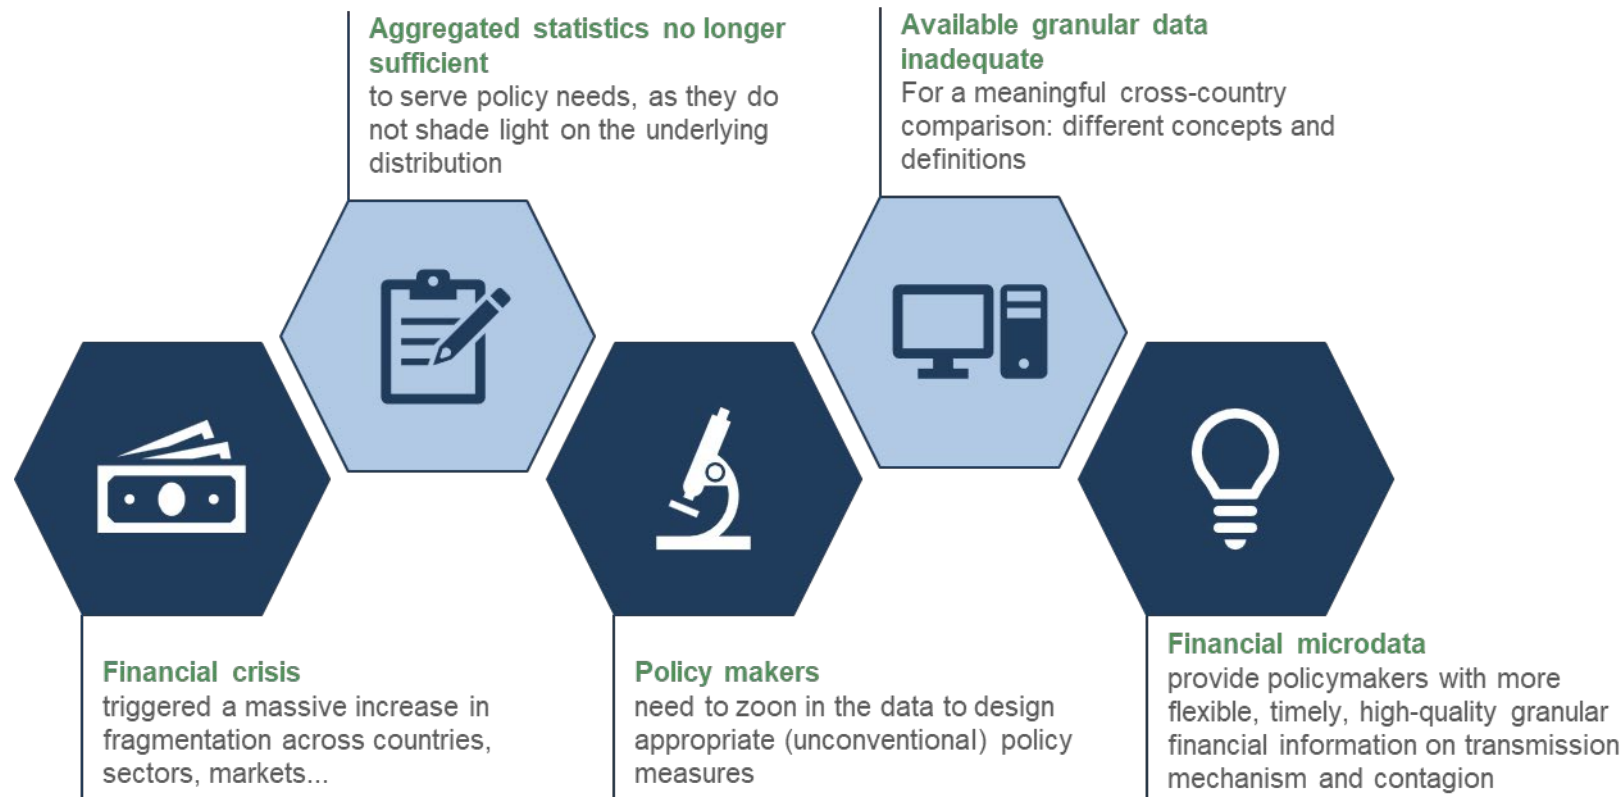 Aggregated statistics no longer
sufficient
to serve policy needs, as they do
not shade light on the underlying
distribution
Available granular data
inadequate
For a meaningful cross-country
comparison: different concepts and
definitions
Financial crisis
triggered a massive increase in
fragmentation across countries,
sectors, markets...
Policy makers
need to zoon in the data to design
appropriate (unconventional) policy
measures
Financial microdata
provide policymakers with more
flexible, timely, high-quality granular
financial information on transmission
mechanism and contagion